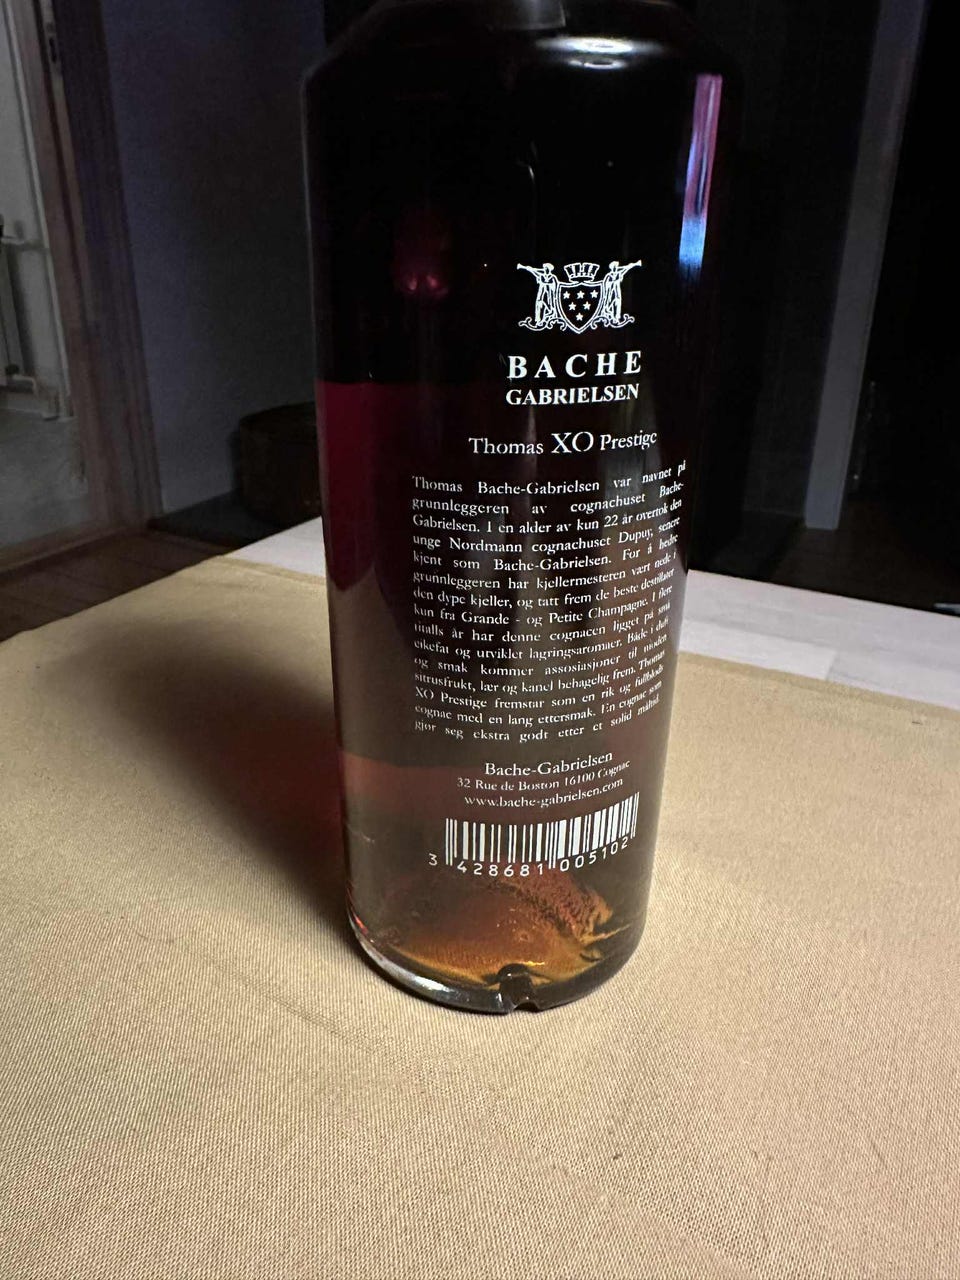 BACHE
GABRIELSEN
Thomas XO Prestige
Thomas Bache-Gabrielsen var navnet på
grunnleggeren av cognachuset Bache-
Gabrielsen. I en alder av kun 22 år overtok den
unge Nordmann cognachuset Dupuy, senere
kjent som Bache-Gabrielsen. For å hedre
grunnleggeren har kjellermesteren vært nede i
den dype kjeller, og tatt frem de beste destillater
kun fra Grande - og Petite Champagne. I flere
titalls år har denne cognacen ligget på små
eikefat og utviklet lagringsaromaer. Både i duft
og smak kommer assosiasjoner til moden
sitrusfrukt, lær og kanel behagelig frem. Thomas
XO Prestige fremstår som en rik og fullblods
cognac med en lang ettersmak. En cognac som
gjør seg ekstra godt etter et solid måltid.
Bache-Gabrielsen
32 Rue de Boston 16100 Cognac
www.bache-gabrielsen.com
3 428681 005102